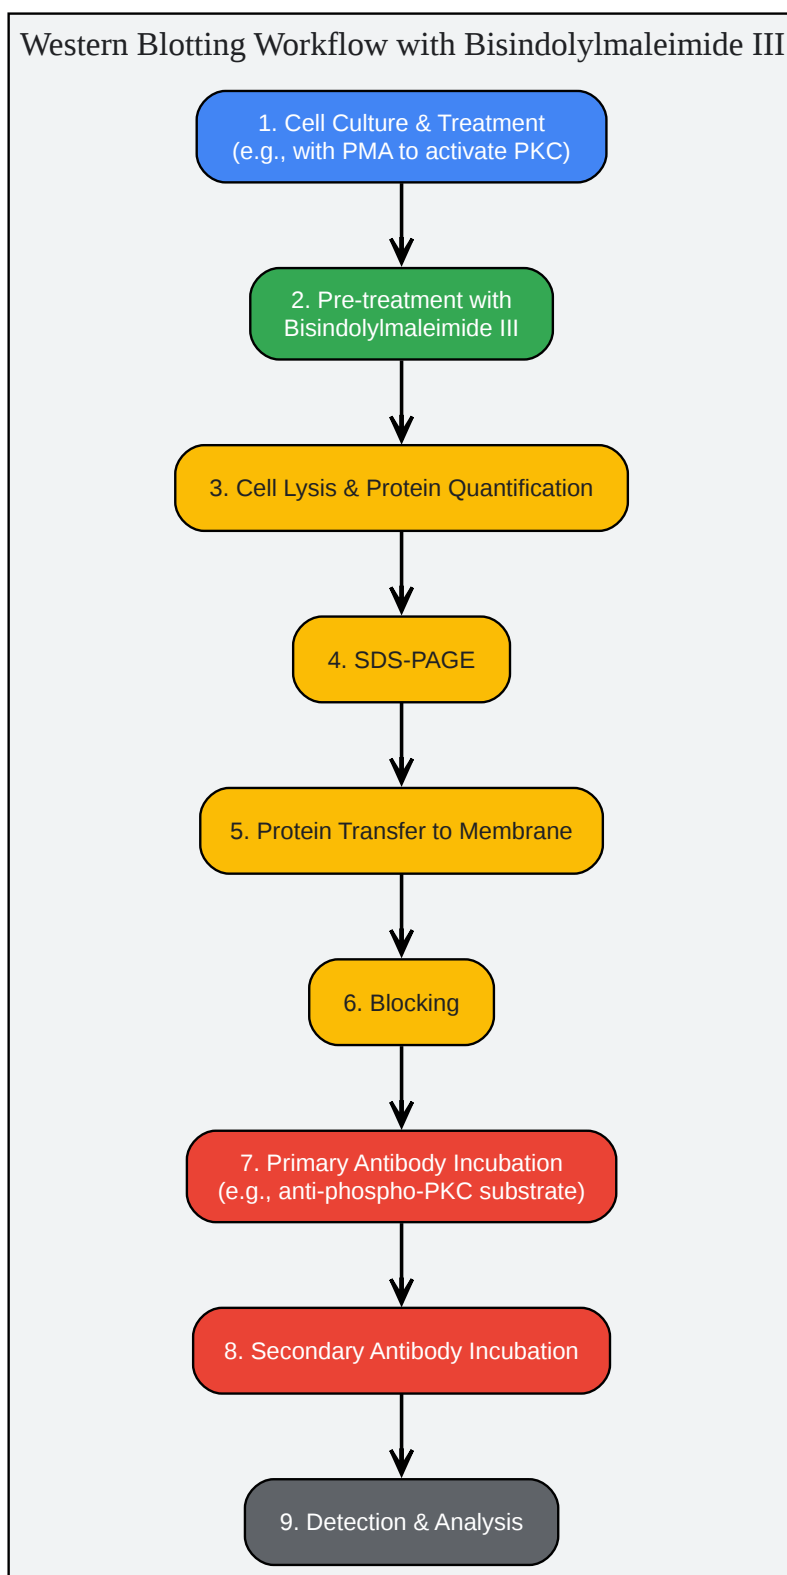 Western Blotting Workflow with Bisindolylmaleimide III
1. Cell Culture & Treatment
(e.g., with PMA to activate PKC)
2. Pre-treatment with
Bisindolylmaleimide III
3. Cell Lysis & Protein Quantification
4. SDS-PAGE
5. Protein Transfer to Membrane
6. Blocking
7. Primary Antibody Incubation
(e.g., anti-phospho-PKC substrate)
8. Secondary Antibody Incubation
9. Detection & Analysis